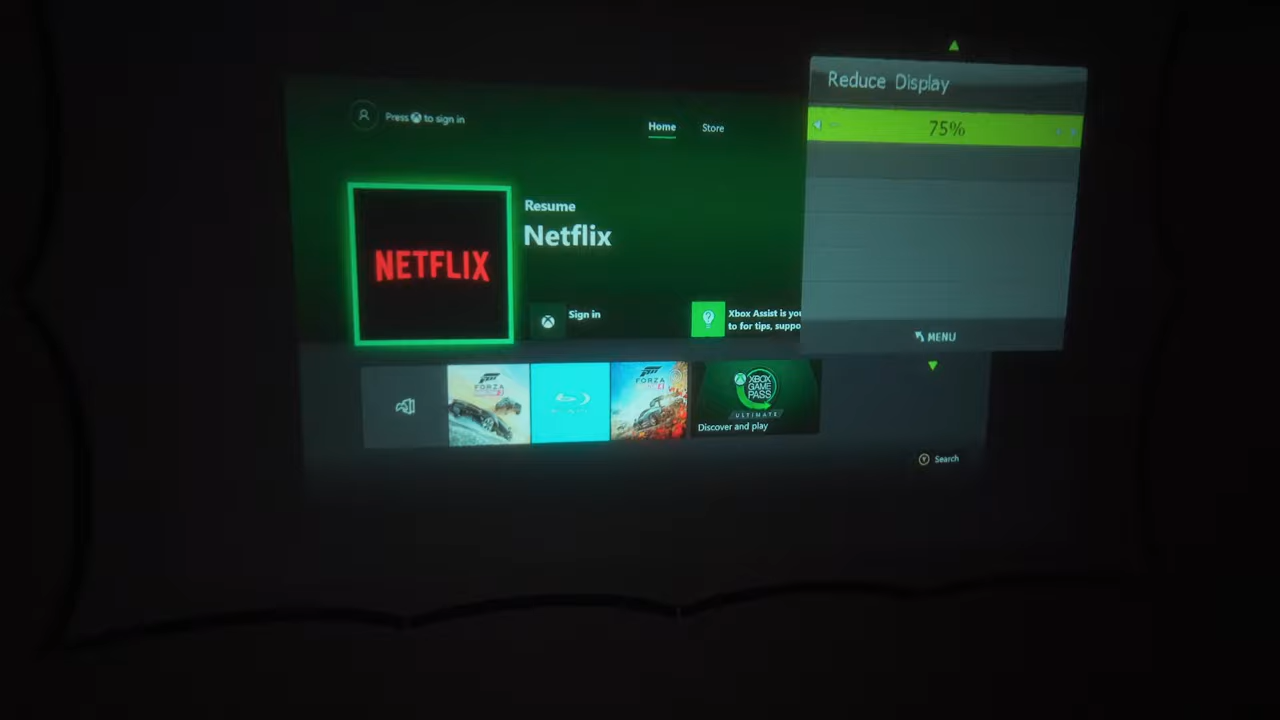 Reduce Display
75%
MENU
Press to sign in
Home
Store
NETFLIX
Resume
Netflix
Sign in
Xbox Assist is you
to for tips, suppo
FORZA
FORZA
XBOX
GAME
PASS
ULTIMATE
Discover and play
Search